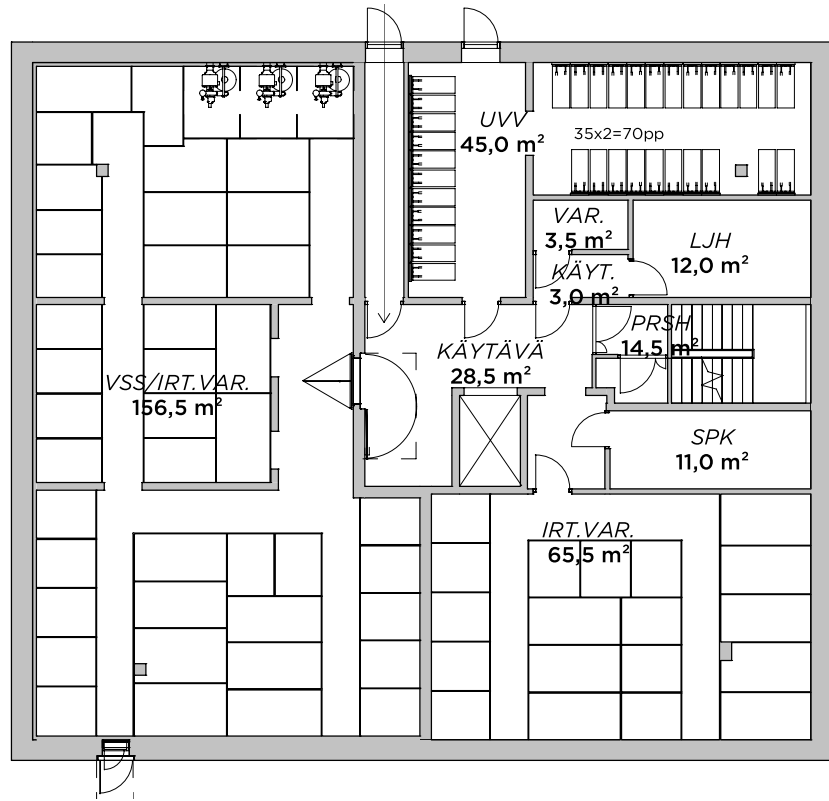 UVV
45,0 m²
35x2=70pp
VAR.
3,5 m²
LJH
12,0 m²
KÄYT.
3,0 m²
PRSH
14,5 m²
KÄYTÄVÄ
28,5 m²
VSS/IRT.VAR.
156,5 m²
SPK
11,0 m²
IRT.VAR.
65,5 m²